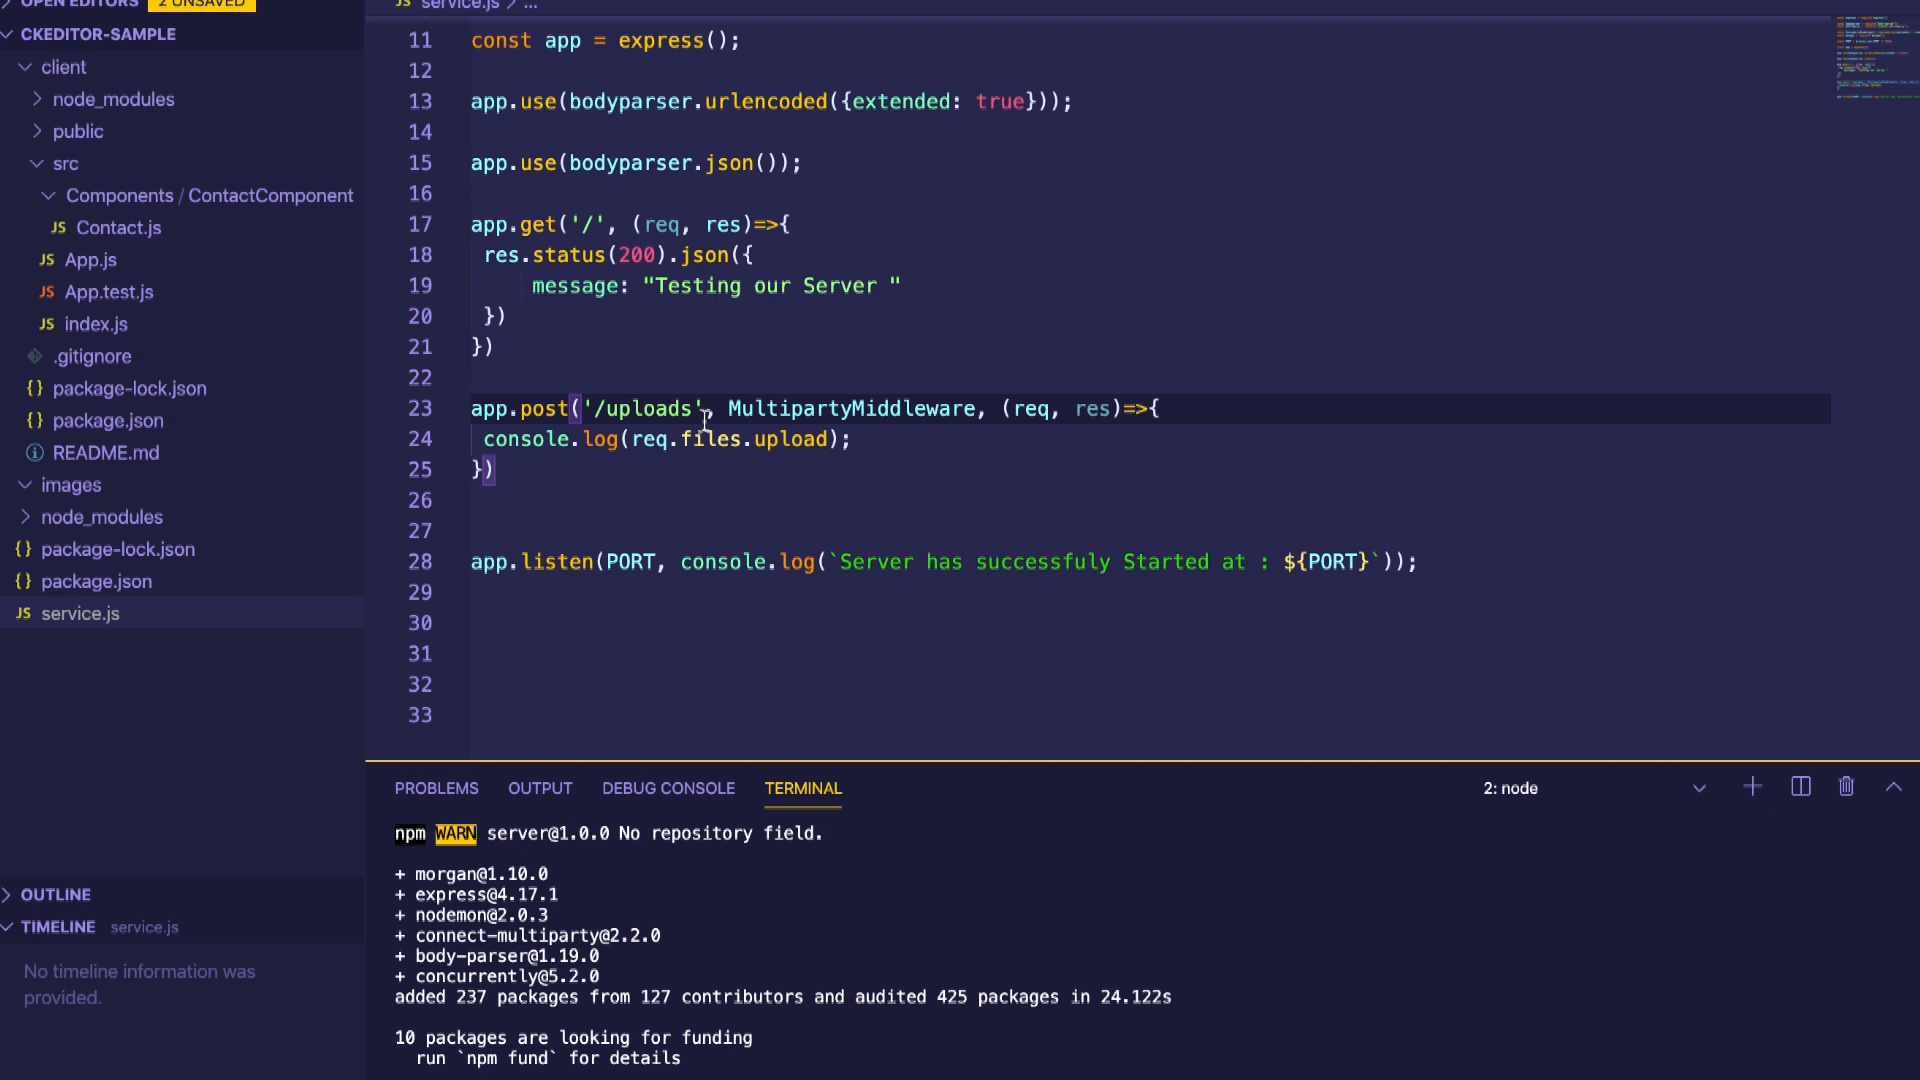 OPEN EDITORS 2 UNSAVED
CKEDITOR-SAMPLE
client
node_modules
public
src
Components / ContactComponent
JS Contact.js
JS App.js
JS App.test.js
JS index.js
.gitignore
{} package-lock.json
{} package.json
README.md
images
node_modules
{} package-lock.json
{} package.json
JS service.js
OUTLINE
TIMELINE service.js
No timeline information was
provided.
JS service.js > ...
11 const app = express();
12
13 app.use(bodyparser.urlencoded({extended: true}));
14
15 app.use(bodyparser.json());
16
17 app.get('/', (req, res)=>{
18 res.status(200).json({
19 message: "Testing our Server "
20 })
21 })
22
23 app.post('/uploads', MultipartyMiddleware, (req, res)=>{
24 console.log(req.files.upload);
25 })
26
27
28 app.listen(PORT, console.log(`Server has successfuly Started at : ${PORT}`));
29
30
31
32
33
PROBLEMS OUTPUT DEBUG CONSOLE TERMINAL 2: node
npm WARN server@1.0.0 No repository field.
+ morgan@1.10.0
+ express@4.17.1
+ nodemon@2.0.3
+ connect-multiparty@2.2.0
+ body-parser@1.19.0
+ concurrently@5.2.0
added 237 packages from 127 contributors and audited 425 packages in 24.122s
10 packages are looking for funding
run `npm fund` for details